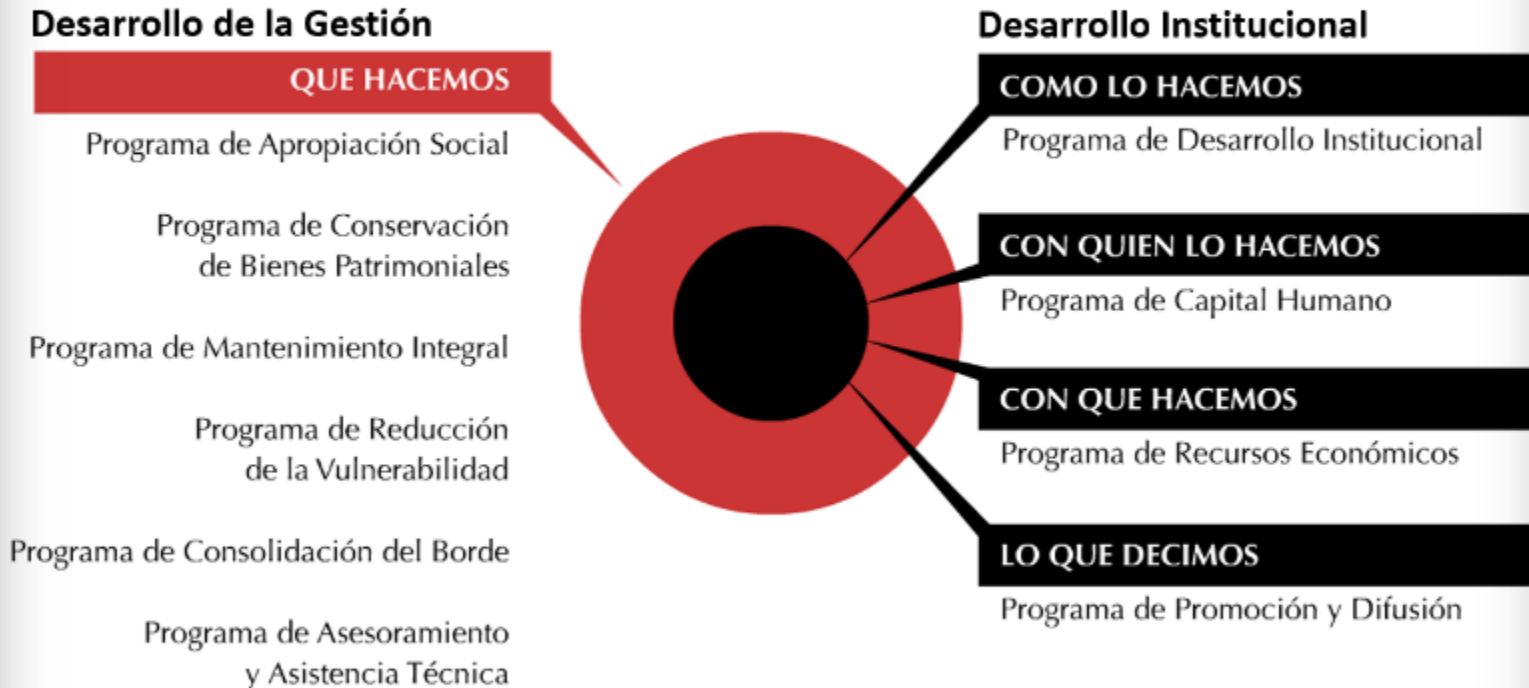 Desarrollo de la Gestión
QUE HACEMOS
Programa de Apropiación Social
Programa de Conservación
de Bienes Patrimoniales
Programa de Mantenimiento Integral
Programa de Reducción
de la Vulnerabilidad
Programa de Consolidación del Borde
Programa de Asesoramiento
y Asistencia Técnica
Desarrollo Institucional
COMO LO HACEMOS
Programa de Desarrollo Institucional
CON QUIEN LO HACEMOS
Programa de Capital Humano
CON QUE HACEMOS
Programa de Recursos Económicos
LO QUE DECIMOS
Programa de Promoción y Difusión